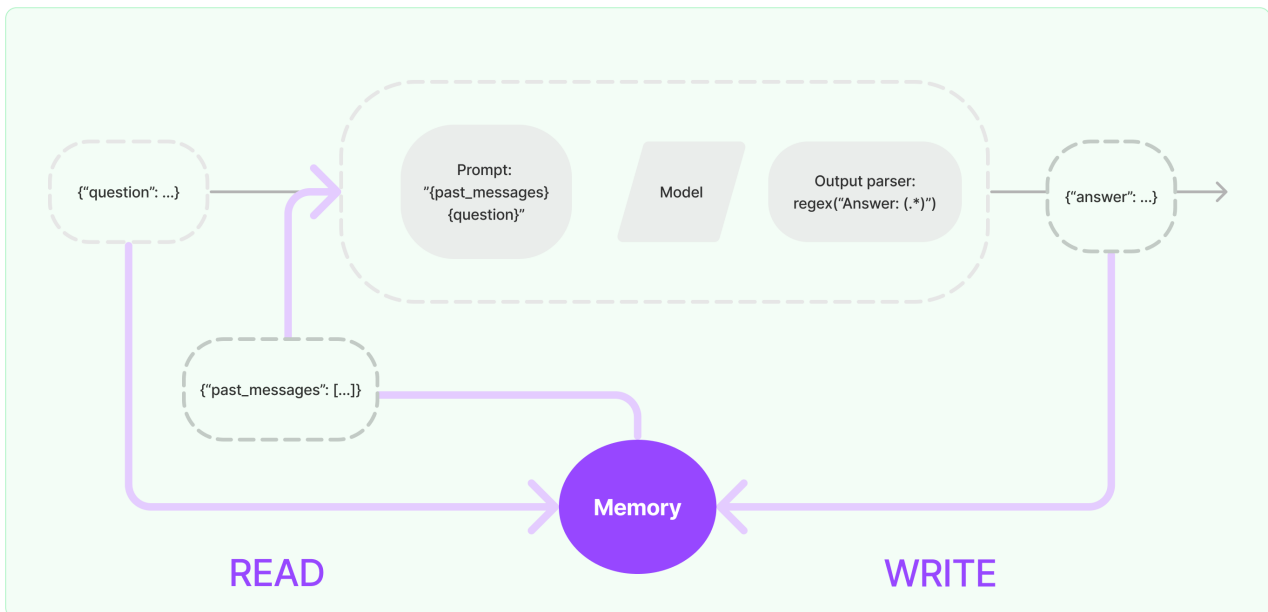 {“question”: ...}
Prompt:
”{past_messages}
{question}”
Model
Output parser:
regex(“Answer: (.*)”)
{“answer”: ...}
{“past_messages”: [...]}
Memory
READ
WRITE